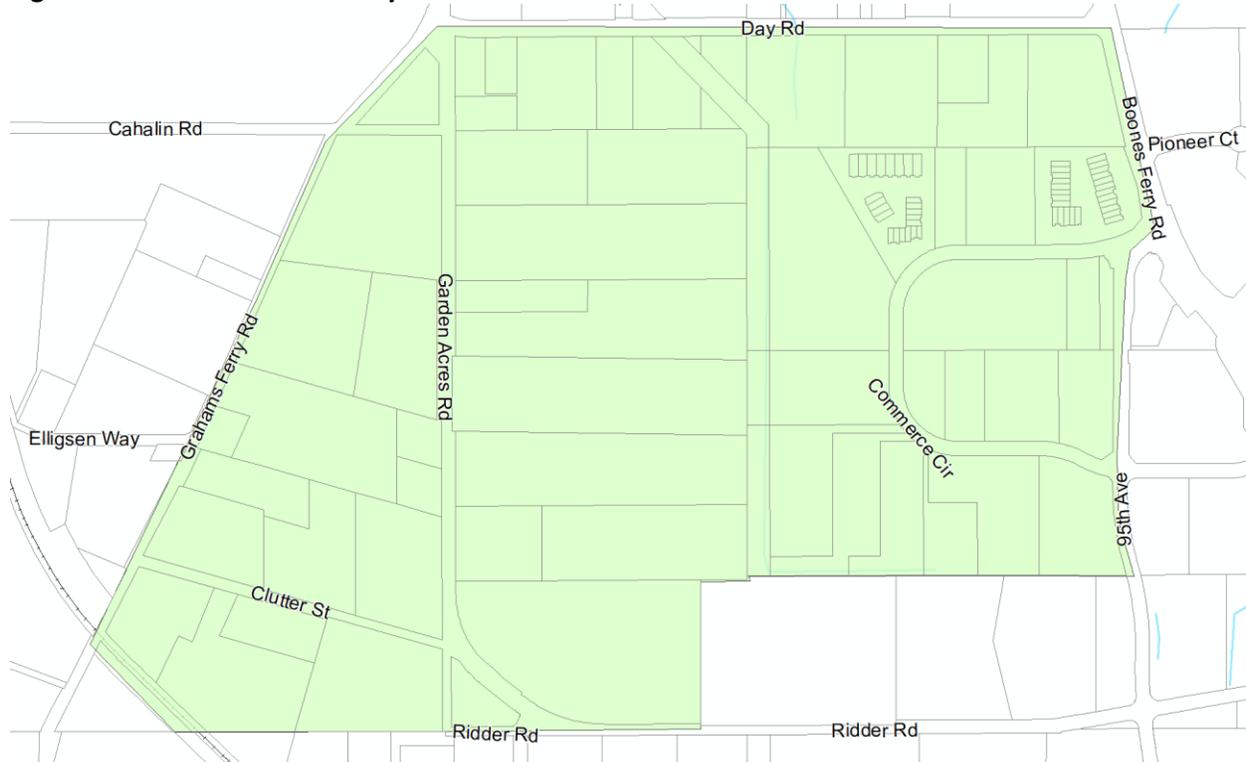 Day Rd
Cahalin Rd
Boones Ferry Rd
Pioneer Ct
Garden Acres Rd
Grahams Ferry Rd
Commerce Cir
Elligsen Way
95th Ave
Clutter St
Ridder Rd
Ridder Rd